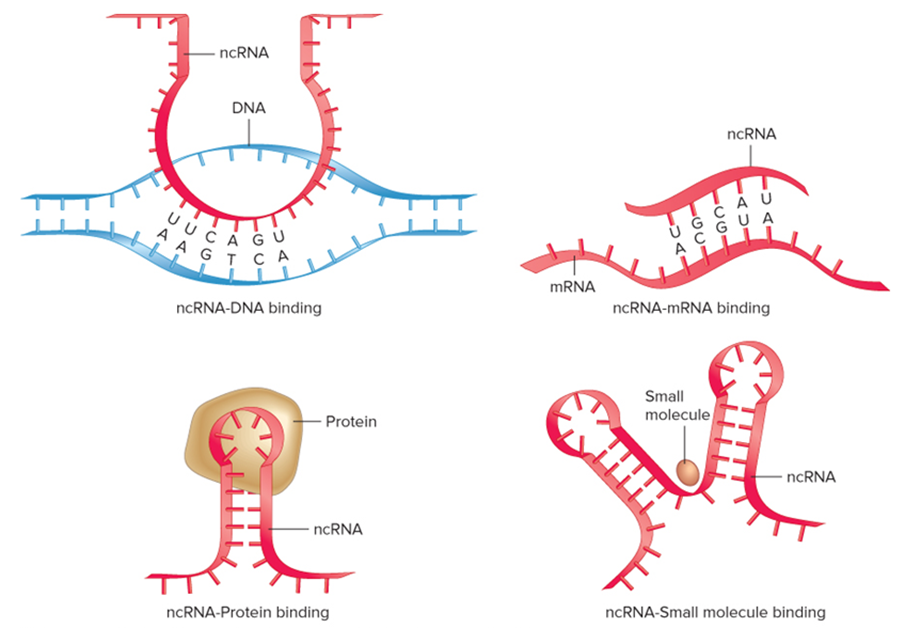 ncRNA
DNA
U U C A G U
A A G T C A
ncRNA-DNA binding
ncRNA
U G C A U
A C G U A
mRNA
ncRNA-mRNA binding
Protein
ncRNA
ncRNA-Protein binding
Small
molecule
ncRNA
ncRNA-Small molecule binding